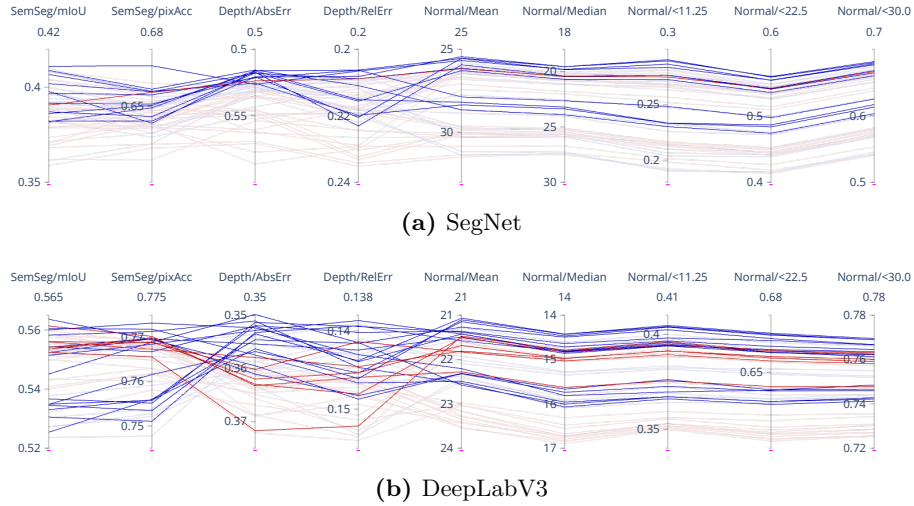 SemSeg/mIoU SemSeg/pixAcc Depth/AbsErr Depth/RelErr Normal/Mean Normal/Median Normal/<11.25 Normal/<22.5 Normal/<30.0
0.42 0.68 0.5 0.2 25 18 0.3 0.6 0.7
0.5 0.2 25
20
0.4
0.65 0.25
0.55 0.22 0.5 0.6
25
30
0.2
0.35 0.24 30 0.4 0.5
(a) SegNet
SemSeg/mIoU SemSeg/pixAcc Depth/AbsErr Depth/RelErr Normal/Mean Normal/Median Normal/<11.25 Normal/<22.5 Normal/<30.0
0.565 0.775 0.35 0.138 21 14 0.41 0.68 0.78
0.35 21 14 0.78
0.56 0.77 0.14 0.4
22 15 0.76
0.36 0.65
0.76
0.54
0.15 23 16 0.74
0.75 0.37 0.35
0.52 24 17 0.72
(b) DeepLabV3